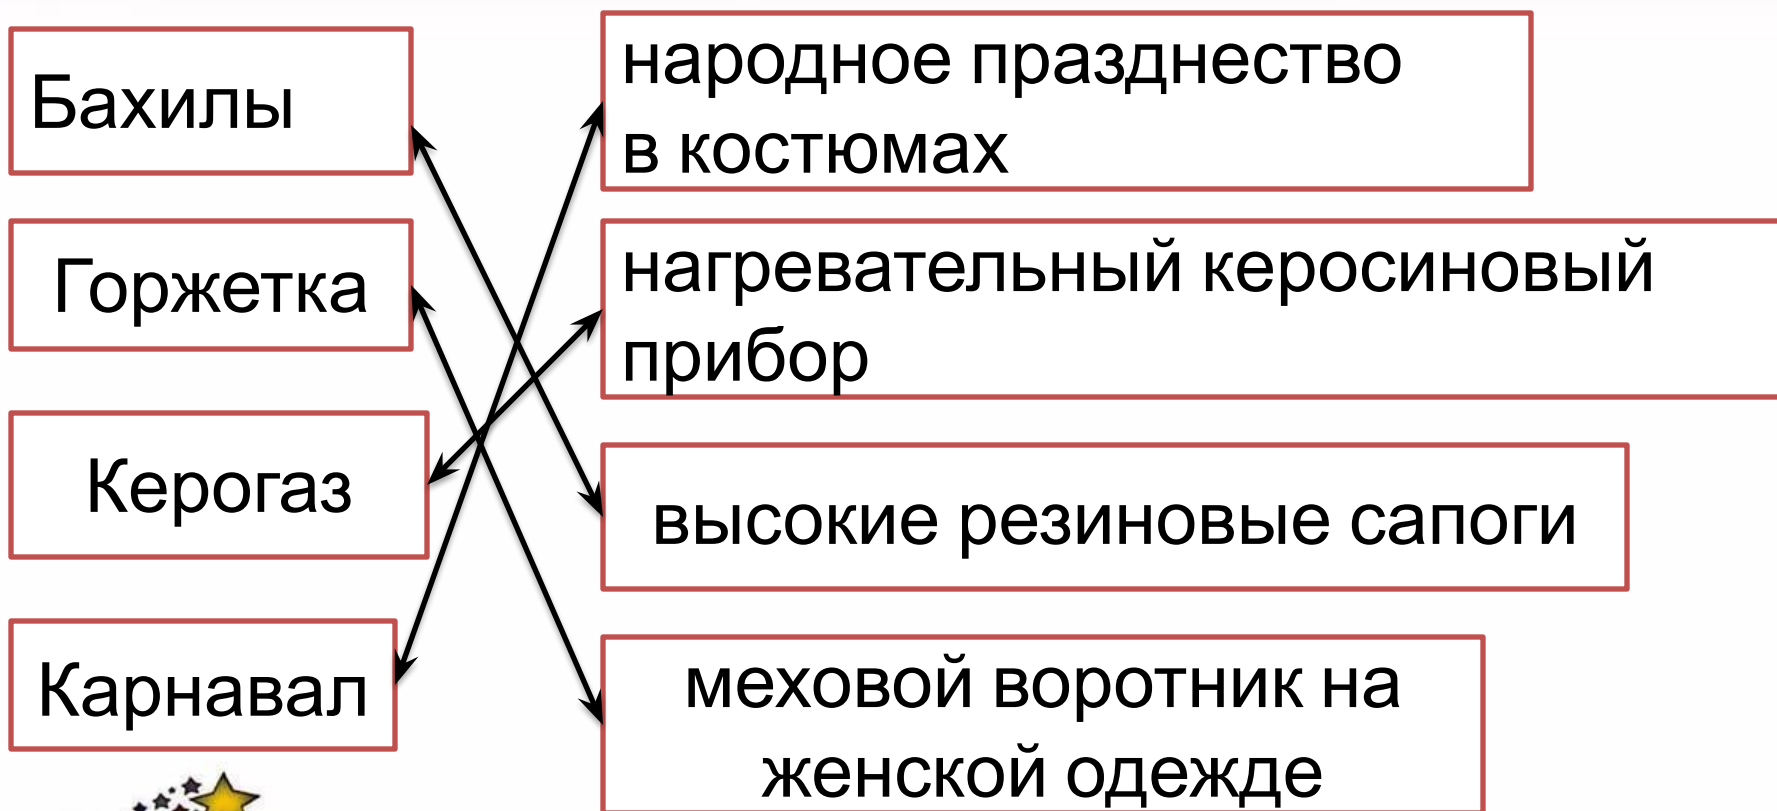 Бахилы
Горжетка
Керогаз
Карнавал
народное празднество
в костюмах
нагревательный керосиновый
прибор
высокие резиновые сапоги
меховой воротник на
женской одежде